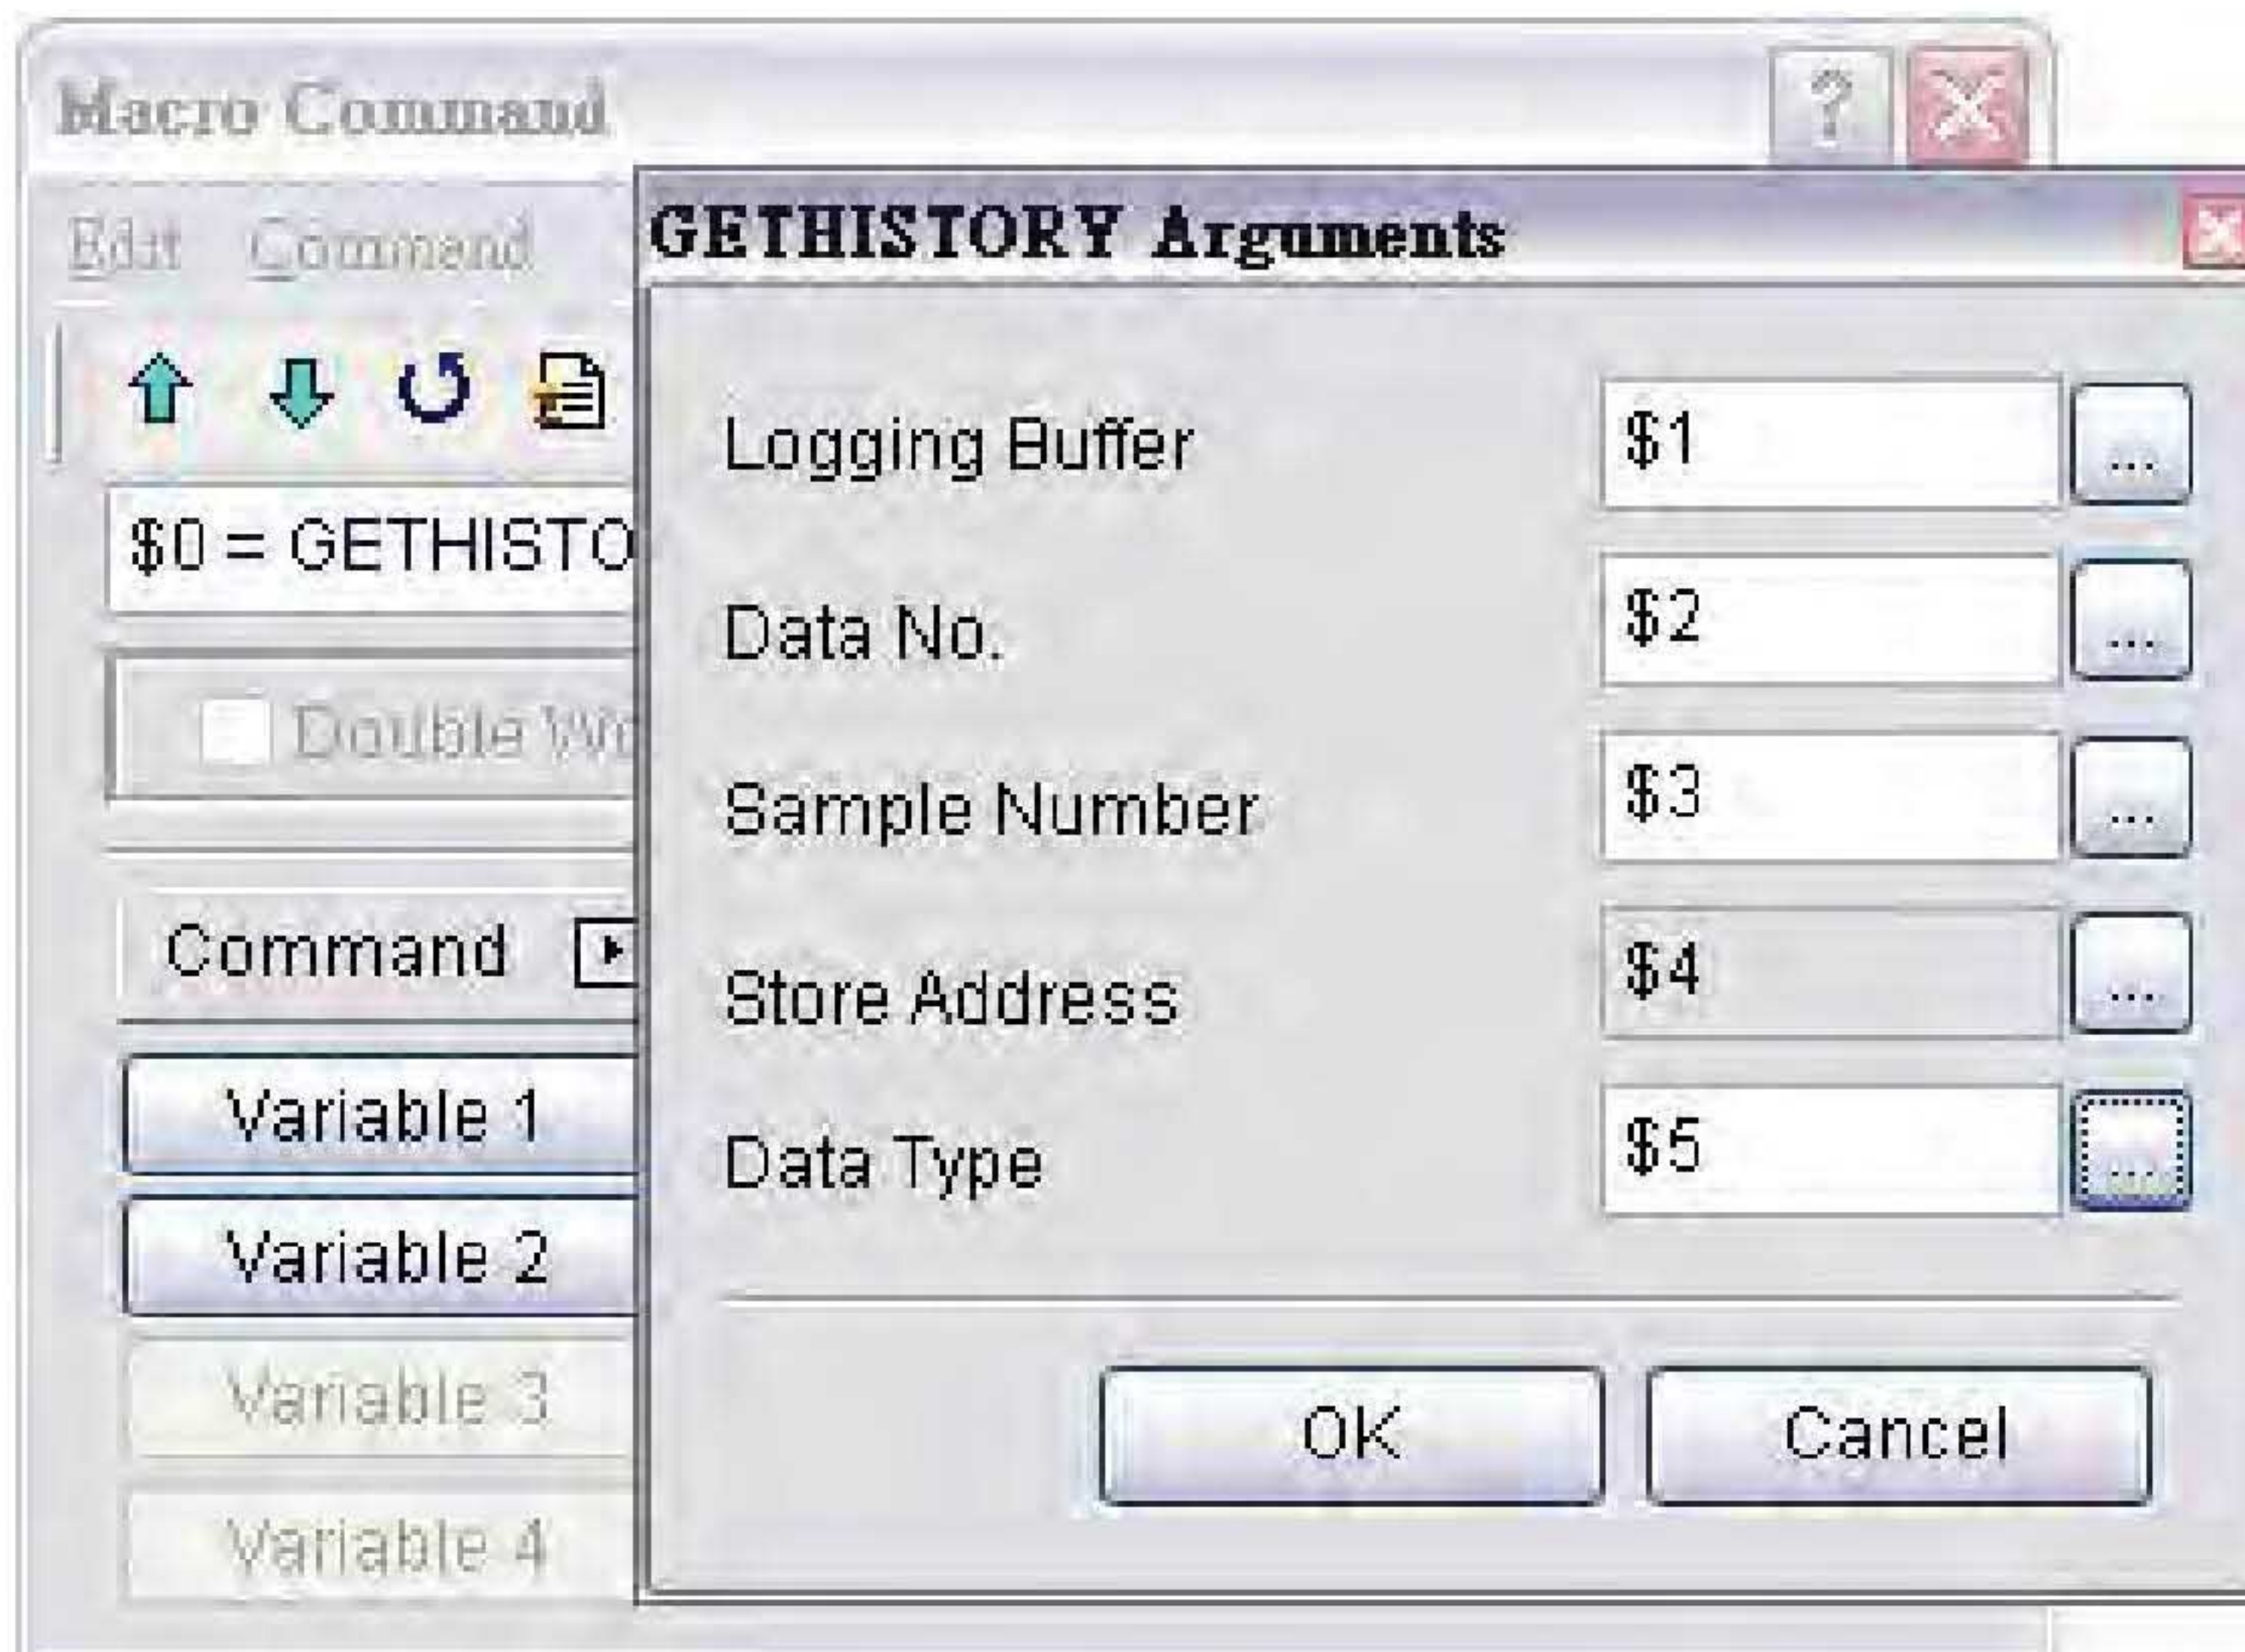 Macro Command
?
Edit Command
$0 = GETHISTO
Double Wo
Command
Variable 1
Variable 2
Variable 3
Variable 4
GETHISTORY Arguments
Logging Buffer $1 ...
Data No. $2 ...
Sample Number $3 ...
Store Address $4 ...
Data Type $5 ...
OK Cancel